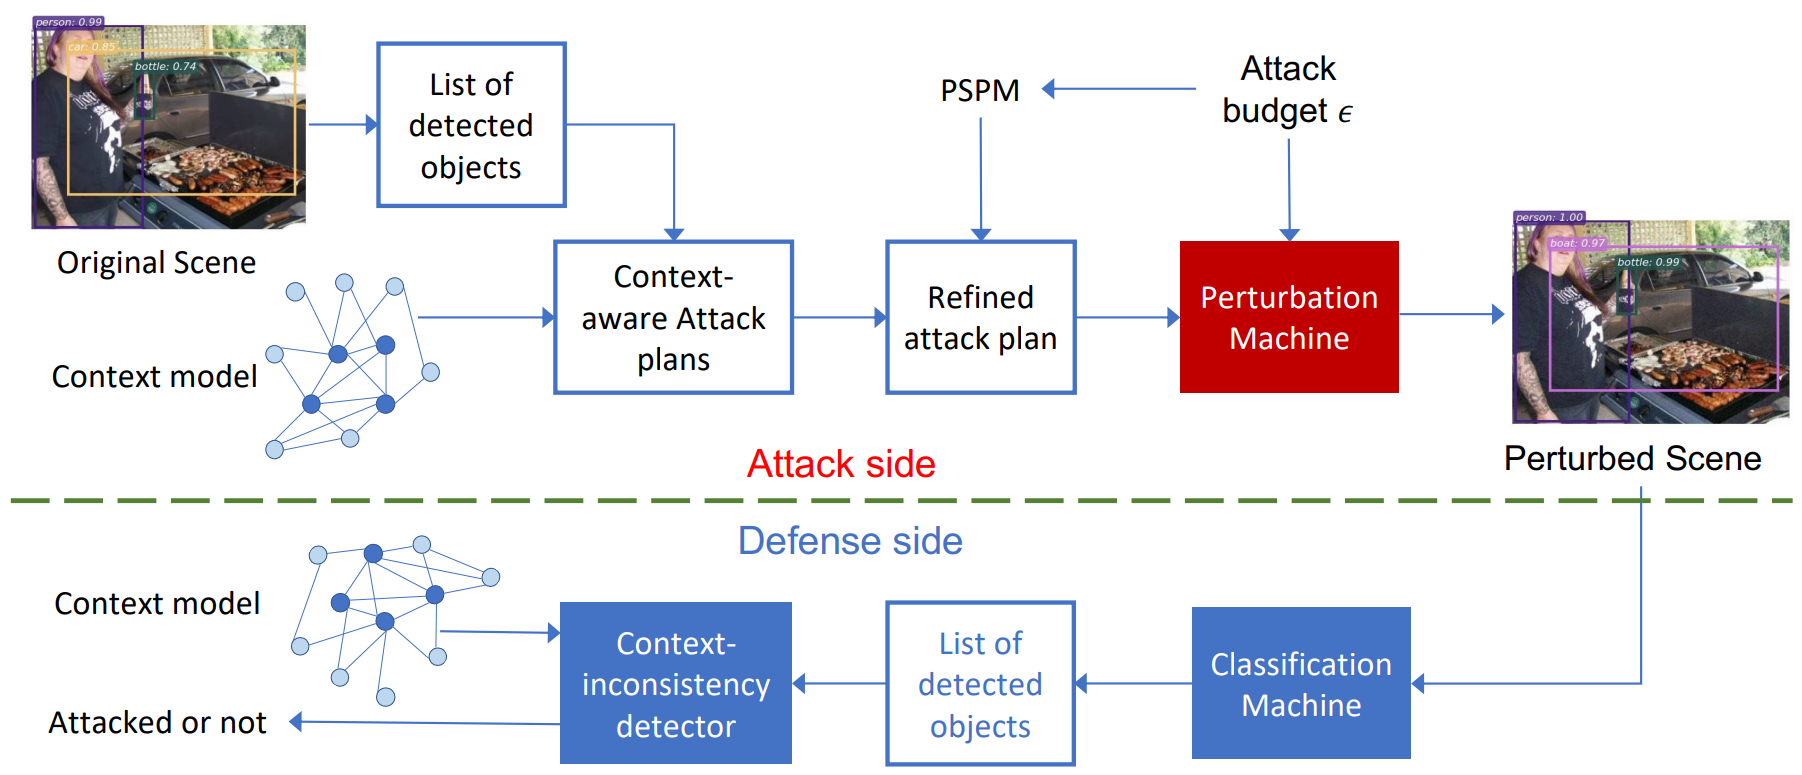 person: 0.99
car: 0.85
bottle: 0.74
Original Scene
List of
detected
objects
PSPM
Attack
budget ϵ
Context model
Context-
aware Attack
plans
Refined
attack plan
Perturbation
Machine
person: 1.00
boat: 0.97
bottle: 0.99
Perturbed Scene
Attack side
Defense side
Context model
Attacked or not
Context-
inconsistency
detector
List of
detected
objects
Classification
Machine